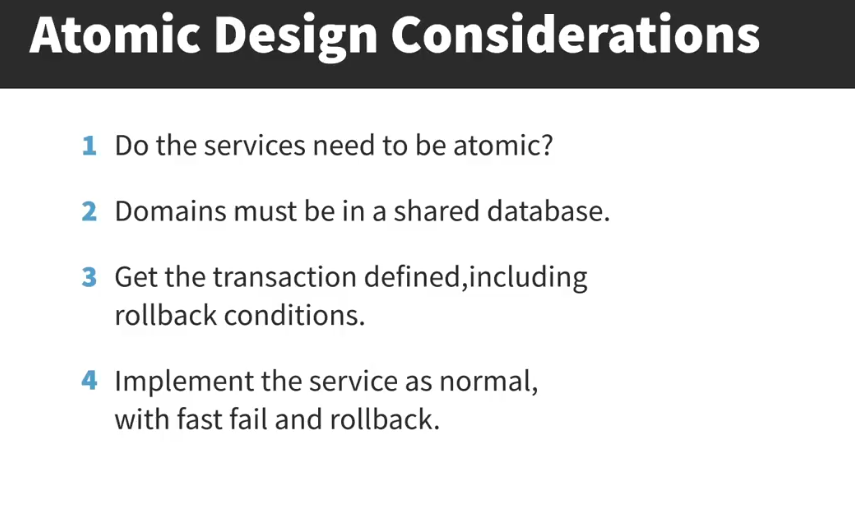 Atomic Design Considerations
1 Do the services need to be atomic?
2 Domains must be in a shared database.
3 Get the transaction defined,including
rollback conditions.
4 Implement the service as normal,
with fast fail and rollback.